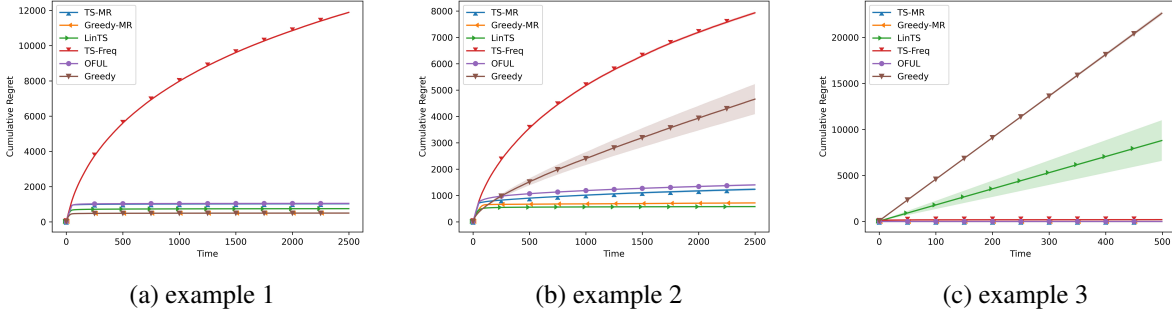 12000
10000
8000
6000
4000
2000
0
Cumulative Regret
TS-MR
Greedy-MR
LinTS
TS-Freq
OFUL
Greedy
0 500 1000 1500 2000 2500
Time
(a) example 1
8000
7000
6000
5000
4000
3000
2000
1000
0
Cumulative Regret
TS-MR
Greedy-MR
LinTS
TS-Freq
OFUL
Greedy
0 500 1000 1500 2000 2500
Time
(b) example 2
20000
15000
10000
5000
0
Cumulative Regret
TS-MR
Greedy-MR
LinTS
TS-Freq
OFUL
Greedy
0 100 200 300 400 500
Time
(c) example 3